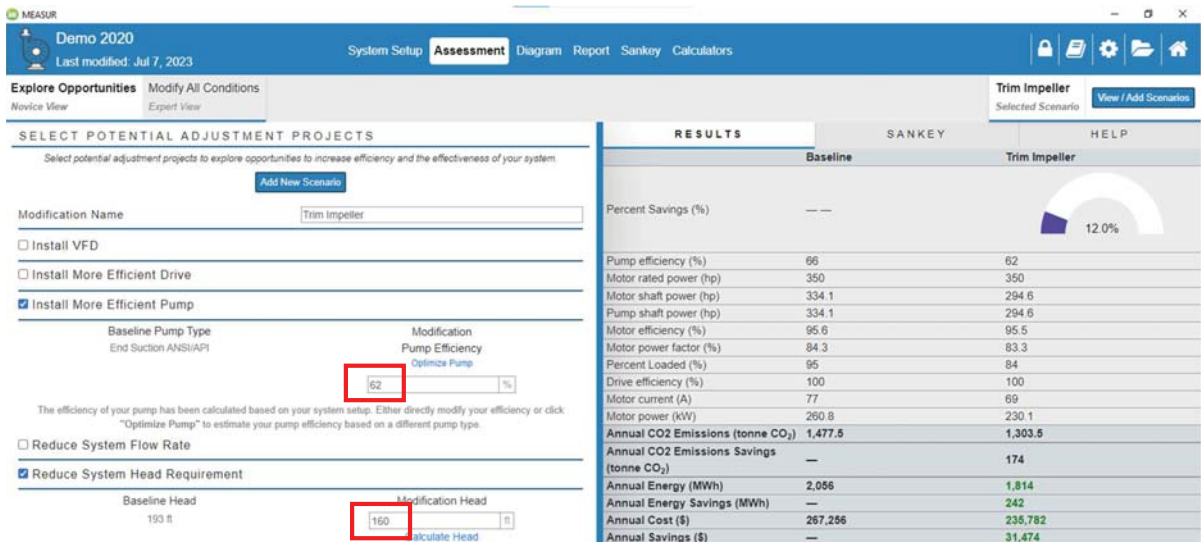 MEASUR
Demo 2020
Last modified: Jul 7, 2023
System Setup Assessment Diagram Report Sankey Calculators
Explore Opportunities Modify All Conditions
Novice View Expert View
Trim Impeller
Selected Scenario
View / Add Scenarios
SELECT POTENTIAL ADJUSTMENT PROJECTS
Select potential adjustment projects to explore opportunities to increase efficiency and the effectiveness of your system.
Add New Scenario
Modification Name Trim Impeller
Install VFD
Install More Efficient Drive
Install More Efficient Pump
Baseline Pump Type Modification
End Suction ANSI/API Pump Efficiency
Optimize Pump
62 %
The efficiency of your pump has been calculated based on your system setup. Either directly modify your efficiency or click
"Optimize Pump" to estimate your pump efficiency based on a different pump type.
Reduce System Flow Rate
Reduce System Head Requirement
Baseline Head Modification Head
193 ft
160 ft
Calculate Head
RESULTS SANKEY HELP
Baseline Trim Impeller
Percent Savings (%) — — 12.0%
Pump efficiency (%) 66 62
Motor rated power (hp) 350 350
Motor shaft power (hp) 334.1 294.6
Pump shaft power (hp) 334.1 294.6
Motor efficiency (%) 95.6 95.5
Motor power factor (%) 84.3 83.3
Percent Loaded (%) 95 84
Drive efficiency (%) 100 100
Motor current (A) 77 69
Motor power (kW) 260.8 230.1
Annual CO2 Emissions (tonne CO₂) 1,477.5 1,303.5
Annual CO2 Emissions Savings
(tonne CO₂) — 174
Annual Energy (MWh) 2,056 1,814
Annual Energy Savings (MWh) — 242
Annual Cost ($) 267,256 235,782
Annual Savings ($) — 31,474